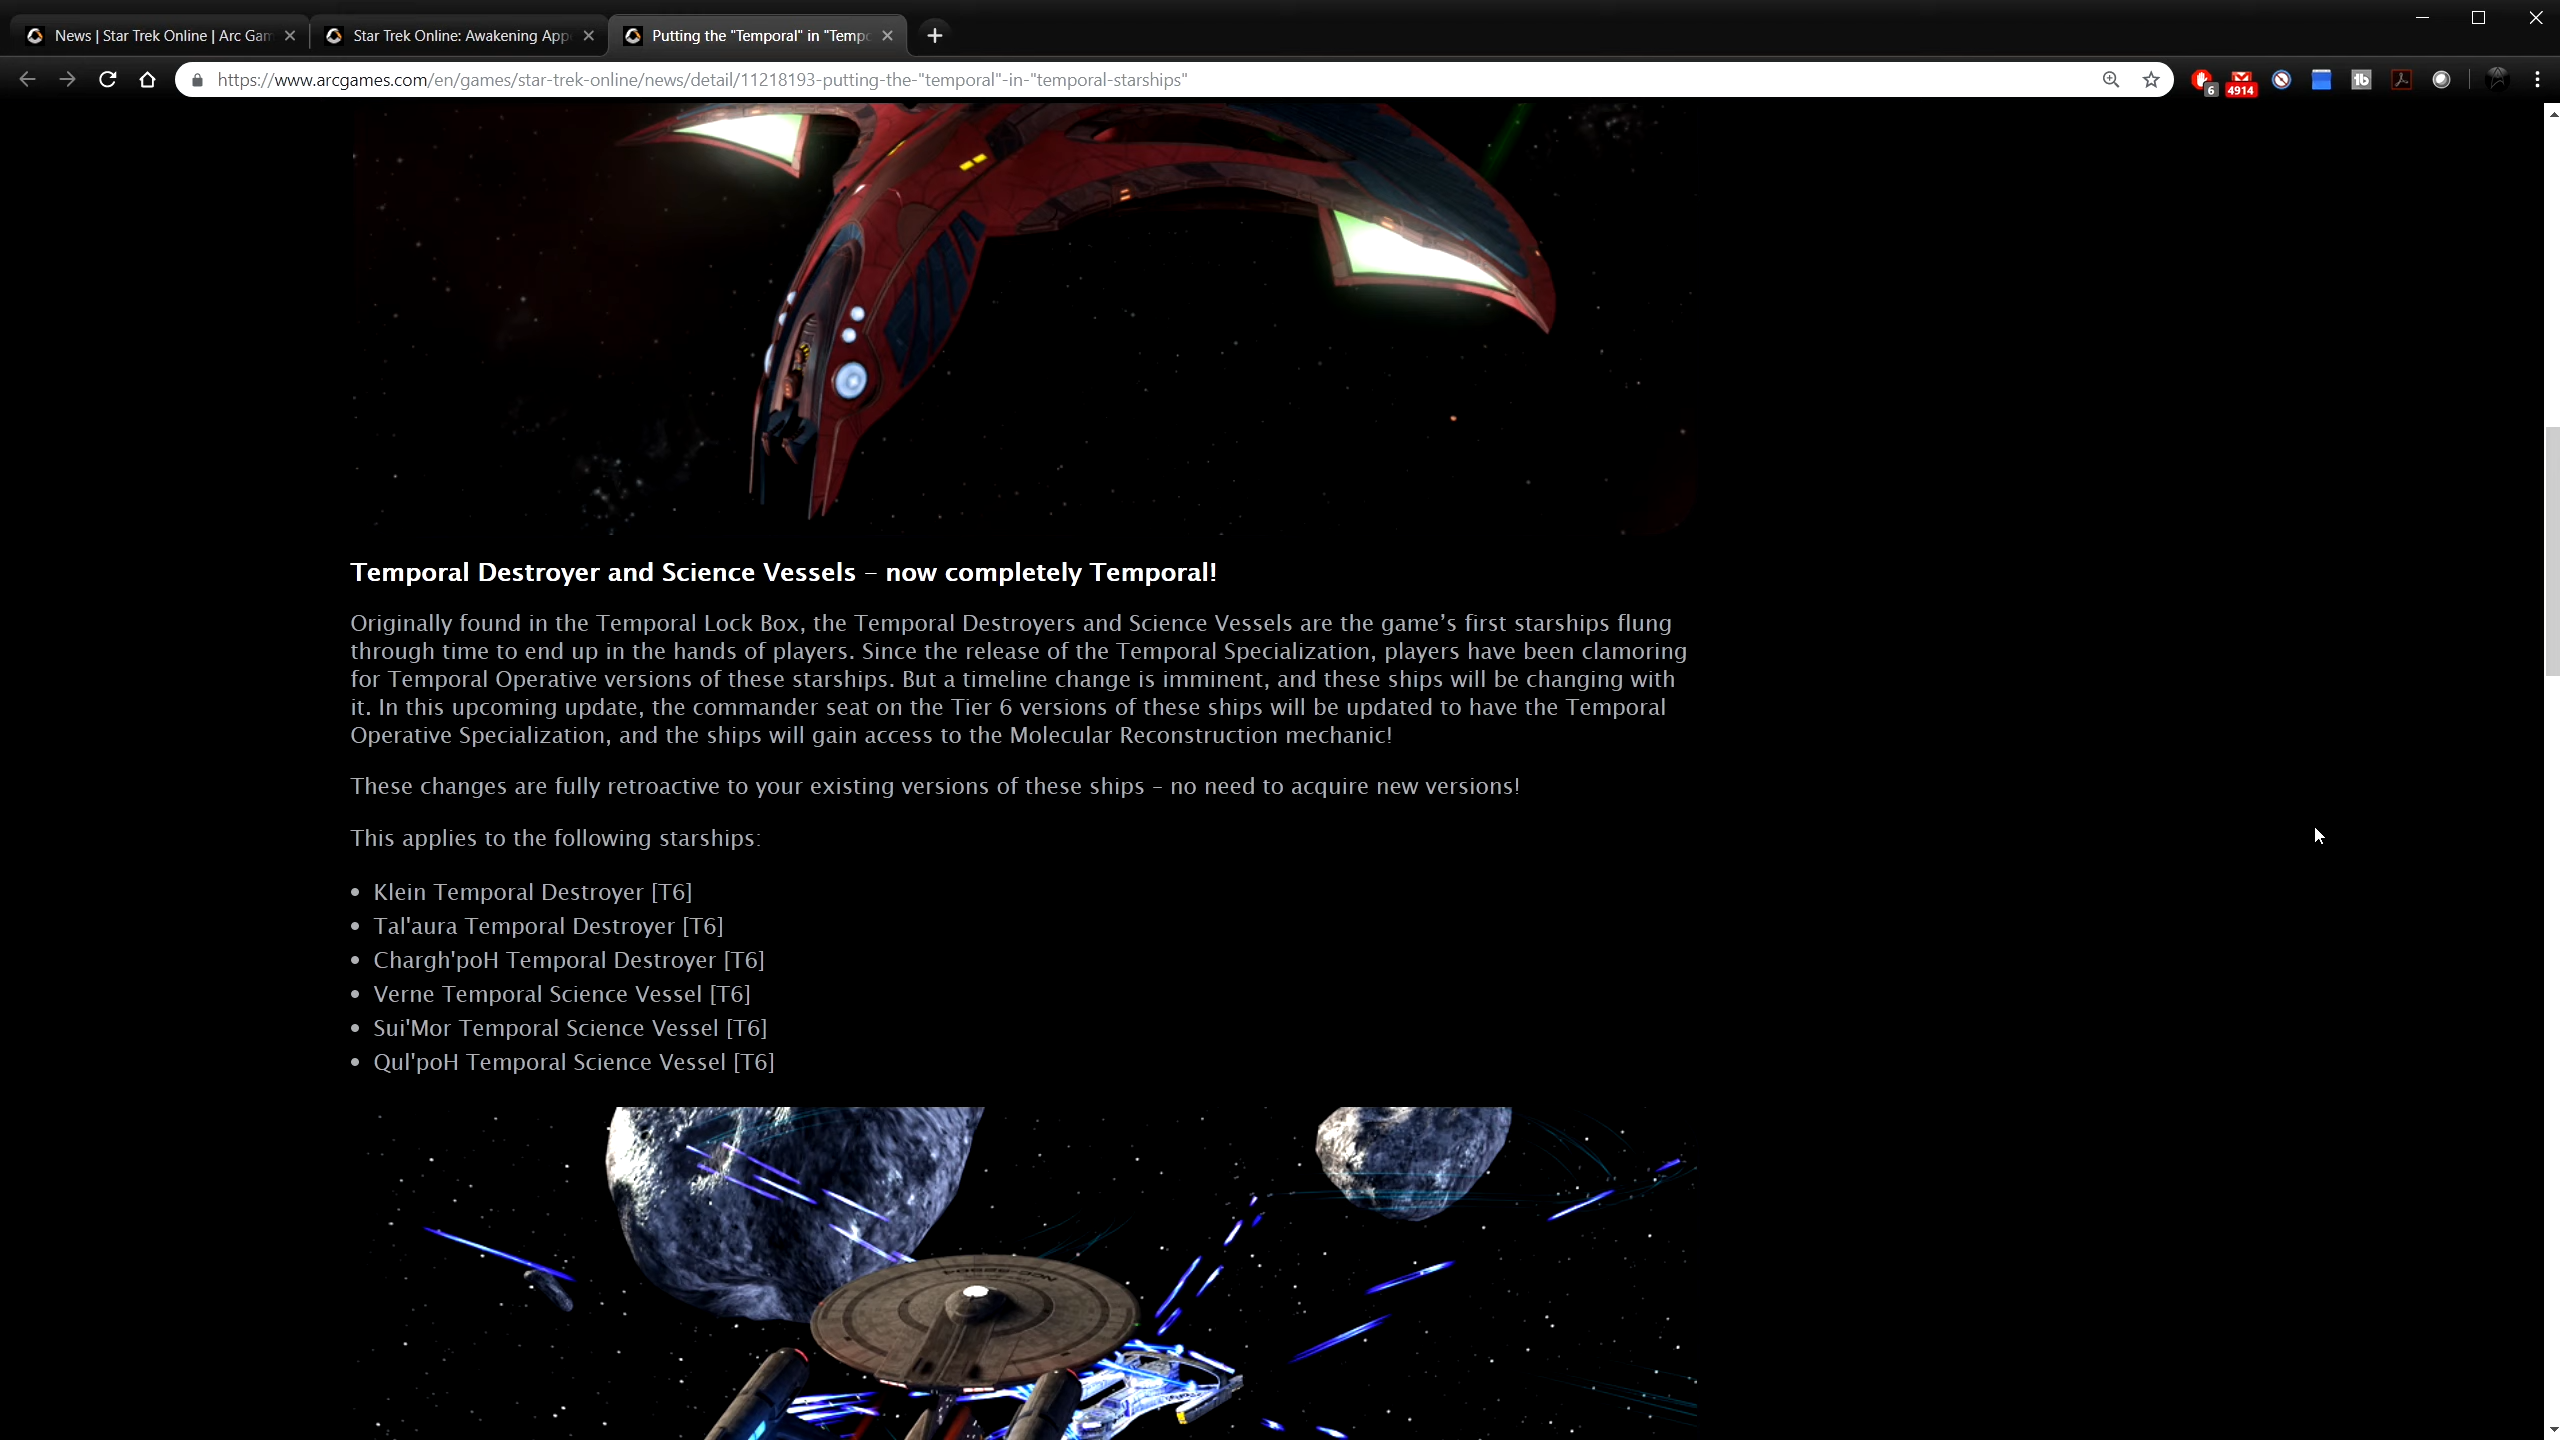 News | Star Trek Online | Arc Gam
Star Trek Online: Awakening App
Putting the "Temporal" in "Tempo
https://www.arcgames.com/en/games/star-trek-online/news/detail/11218193-putting-the-"temporal"-in-"temporal-starships"
6
4914
Temporal Destroyer and Science Vessels – now completely Temporal!
Originally found in the Temporal Lock Box, the Temporal Destroyers and Science Vessels are the game’s first starships flung
through time to end up in the hands of players. Since the release of the Temporal Specialization, players have been clamoring
for Temporal Operative versions of these starships. But a timeline change is imminent, and these ships will be changing with
it. In this upcoming update, the commander seat on the Tier 6 versions of these ships will be updated to have the Temporal
Operative Specialization, and the ships will gain access to the Molecular Reconstruction mechanic!
These changes are fully retroactive to your existing versions of these ships – no need to acquire new versions!
This applies to the following starships:
• Klein Temporal Destroyer [T6]
• Tal'aura Temporal Destroyer [T6]
• Chargh'poH Temporal Destroyer [T6]
• Verne Temporal Science Vessel [T6]
• Sui'Mor Temporal Science Vessel [T6]
• Qul'poH Temporal Science Vessel [T6]